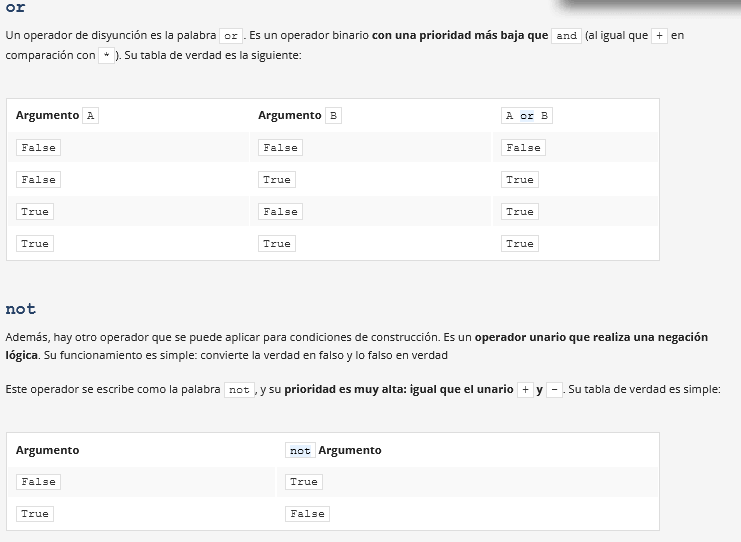 or
Un operador de disyunción es la palabra or . Es un operador binario con una prioridad más baja que and (al igual que + en
comparación con * ). Su tabla de verdad es la siguiente:
Argumento A Argumento B A or B
False False False
False True True
True False True
True True True
not
Además, hay otro operador que se puede aplicar para condiciones de construcción. Es un operador unario que realiza una negación
lógica. Su funcionamiento es simple: convierte la verdad en falso y lo falso en verdad
Este operador se escribe como la palabra not , y su prioridad es muy alta: igual que el unario + y - . Su tabla de verdad es simple:
Argumento not Argumento
False True
True False